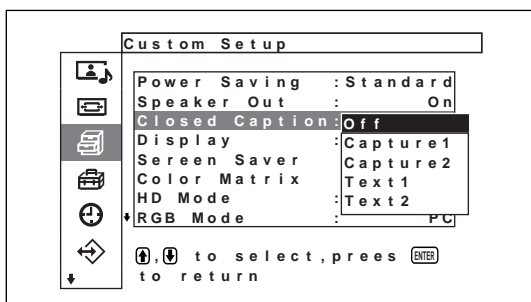 Custom Setup
Power Saving :Standard
Speaker Out : On
Closed Caption:Off
Display :Capture1
Sereen Saver Capture2
Color Matrix Text1
HD Mode :Text2
RGB Mode : PC
↑,↓ to select,prees ENTER
to return